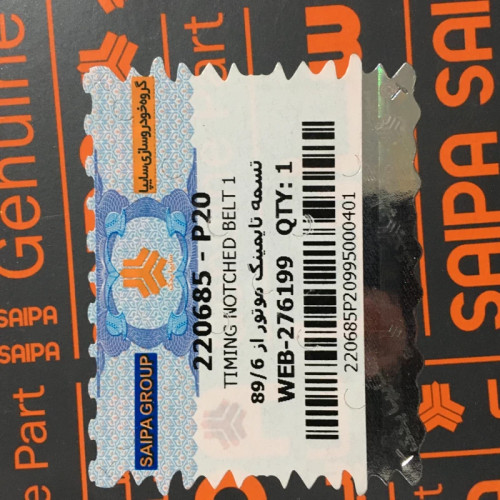 گروه خودروسازی سایپا
SAIPA GROUP
220685 - P20
TIMING NOTCHED BELT 1
تسمه تایمینگ موتور از 89/6
WEB-276199 QTY: 1
220685P20995000401
Genuine
Part
SAIPA
SAIPA
SAIPA
SAIPA
Part